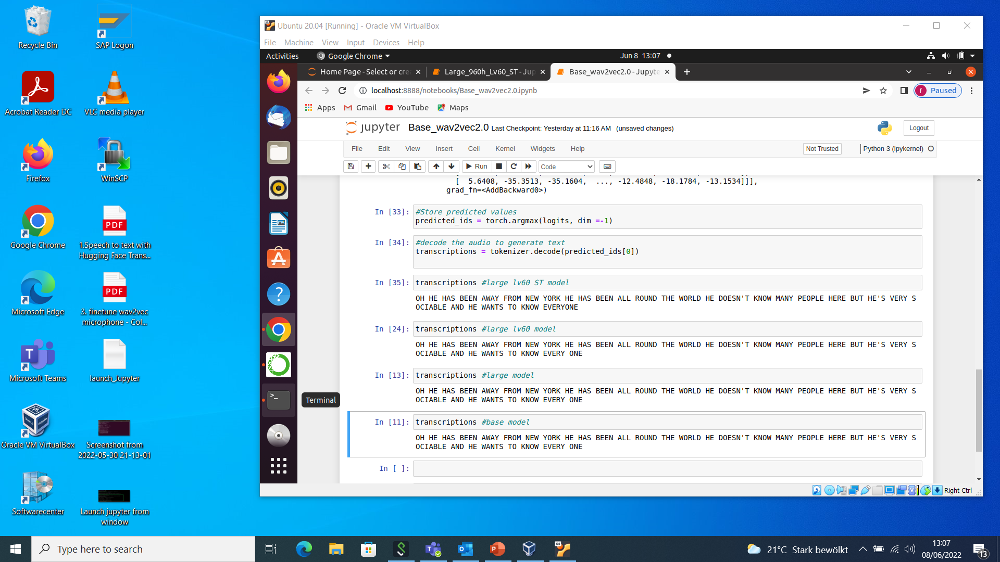 Recycle Bin
SAP Logon
Acrobat Reader DC
VLC media player
Firefox
WinSCP
Google Chrome
PDF
1.Speech to text with
Hugging Face Trans...
Microsoft Edge
PDF
3. finetune wav2vec
microphone - Col...
Microsoft Teams
launch_Jupyter
Oracle VM VirtualBox
Screenshot from
2022-05-30 21-13-01
Softwarecenter
Launch jupyter from
window
Ubuntu 20.04 [Running] - Oracle VM VirtualBox
File Machine View Input Devices Help
Activities Google Chrome Jun 8 13:07
Home Page - Select or cre Large_960h_Lv60_ST - Jup Base_wav2vec2.0 - Jupyte
localhost:8888/notebooks/Base_wav2vec2.0.ipynb f Paused
Apps Gmail YouTube Maps
jupyter Base_wav2vec2.0 Last Checkpoint: Yesterday at 11:16 AM (unsaved changes) Logout
File Edit View Insert Cell Kernel Widgets Help Not Trusted Python 3 (ipykernel)
Run Code
[ 5.6408, -35.3513, -35.1604, ..., -12.4848, -18.1784, -13.1534]]],
grad_fn=<AddBackward0>)
In [33]: #Store predicted values
predicted_ids = torch.argmax(logits, dim =-1)
In [34]: #decode the audio to generate text
transcriptions = tokenizer.decode(predicted_ids[0])
In [35]: transcriptions #large lv60 ST model
OH HE HAS BEEN AWAY FROM NEW YORK HE HAS BEEN ALL ROUND THE WORLD HE DOESN'T KNOW MANY PEOPLE HERE BUT HE'S VERY S
OCIABLE AND HE WANTS TO KNOW EVERYONE
In [24]: transcriptions #large lv60 model
OH HE HAS BEEN AWAY FROM NEW YORK HE HAS BEEN ALL ROUND THE WORLD HE DOESN'T KNOW MANY PEOPLE HERE BUT HE'S VERY S
OCIABLE AND HE WANTS TO KNOW EVERY ONE
In [13]: transcriptions #large model
OH HE HAS BEEN AWAY FROM NEW YORK HE HAS BEEN ALL ROUND THE WORLD HE DOESN'T KNOW MANY PEOPLE HERE BUT HE'S VERY S
OCIABLE AND HE WANTS TO KNOW EVERY ONE
Terminal
In [11]: transcriptions #base model
OH HE HAS BEEN AWAY FROM NEW YORK HE HAS BEEN ALL ROUND THE WORLD HE DOESN'T KNOW MANY PEOPLE HERE BUT HE'S VERY S
OCIABLE AND HE WANTS TO KNOW EVERY ONE
In [ ]:
Right Ctrl
Type here to search
21°C Stark bewölkt
13:07
08/06/2022
13